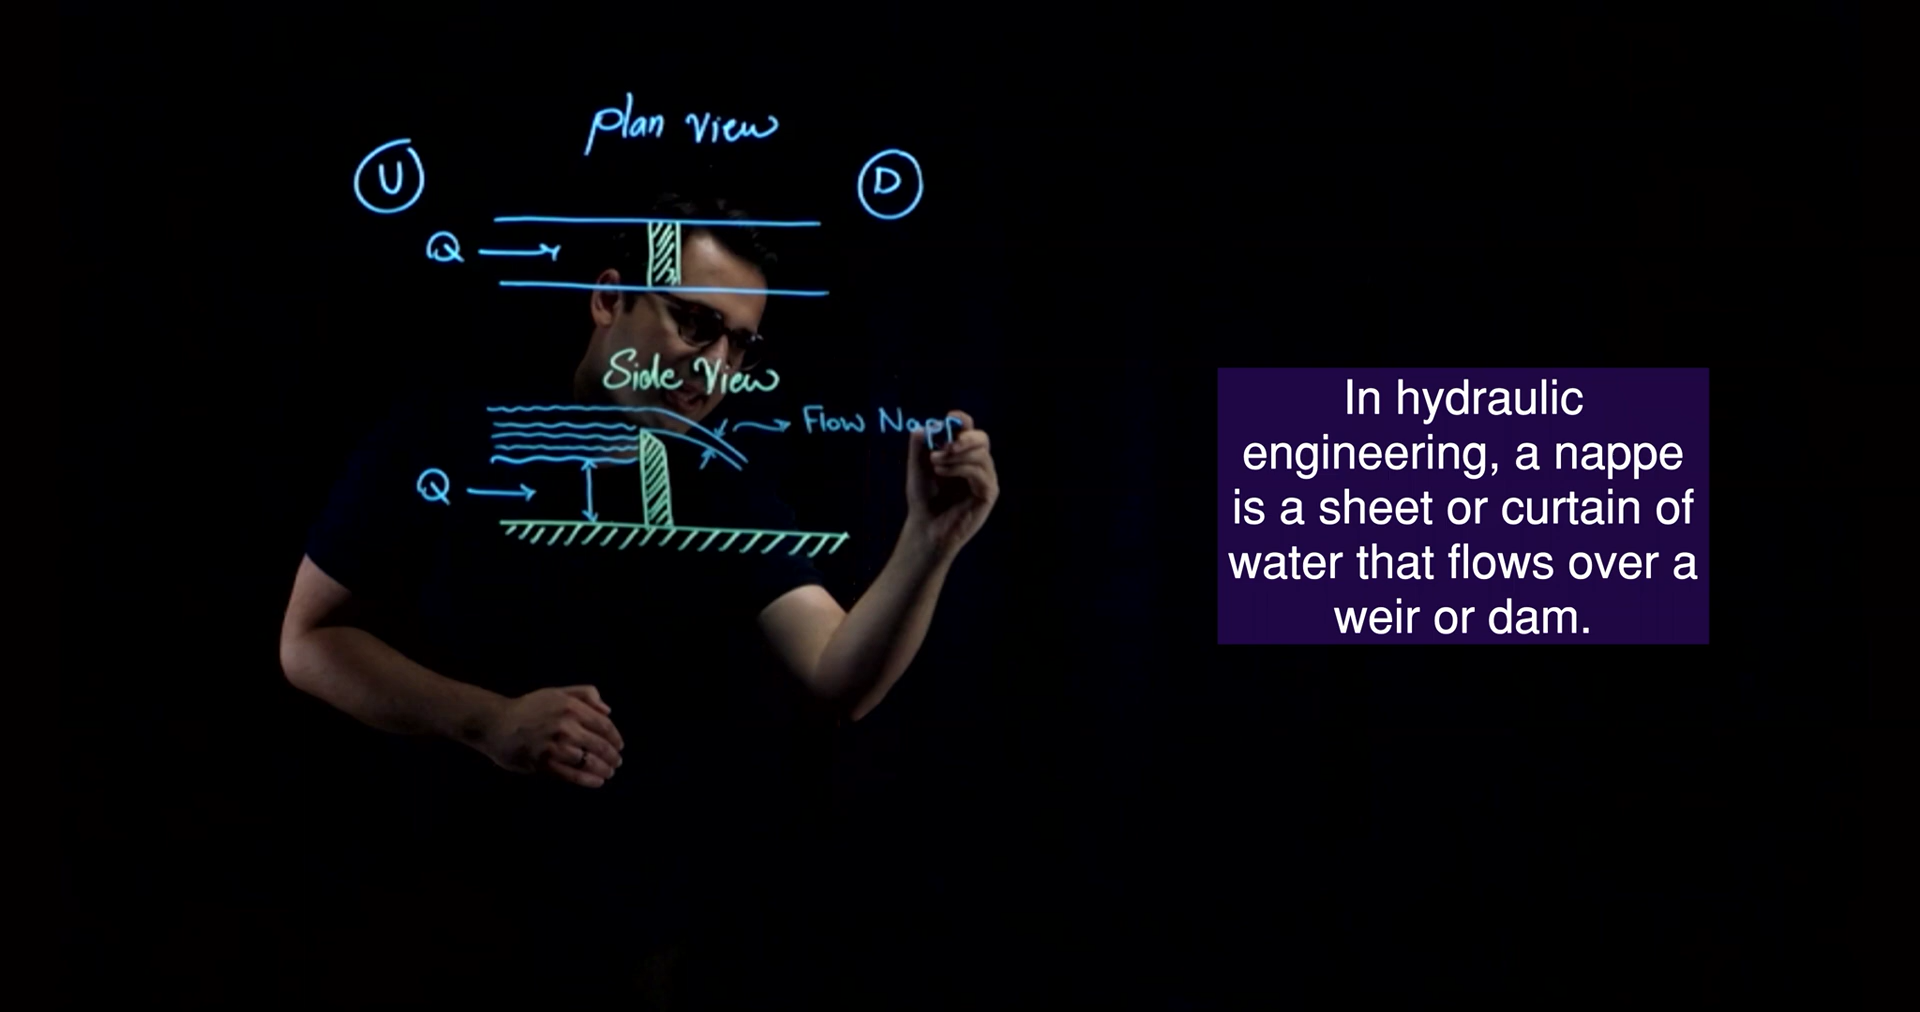 plan view
U
D
Q
Side View
Flow Napp
Q
In hydraulic
engineering, a nappe
is a sheet or curtain of
water that flows over a
weir or dam.